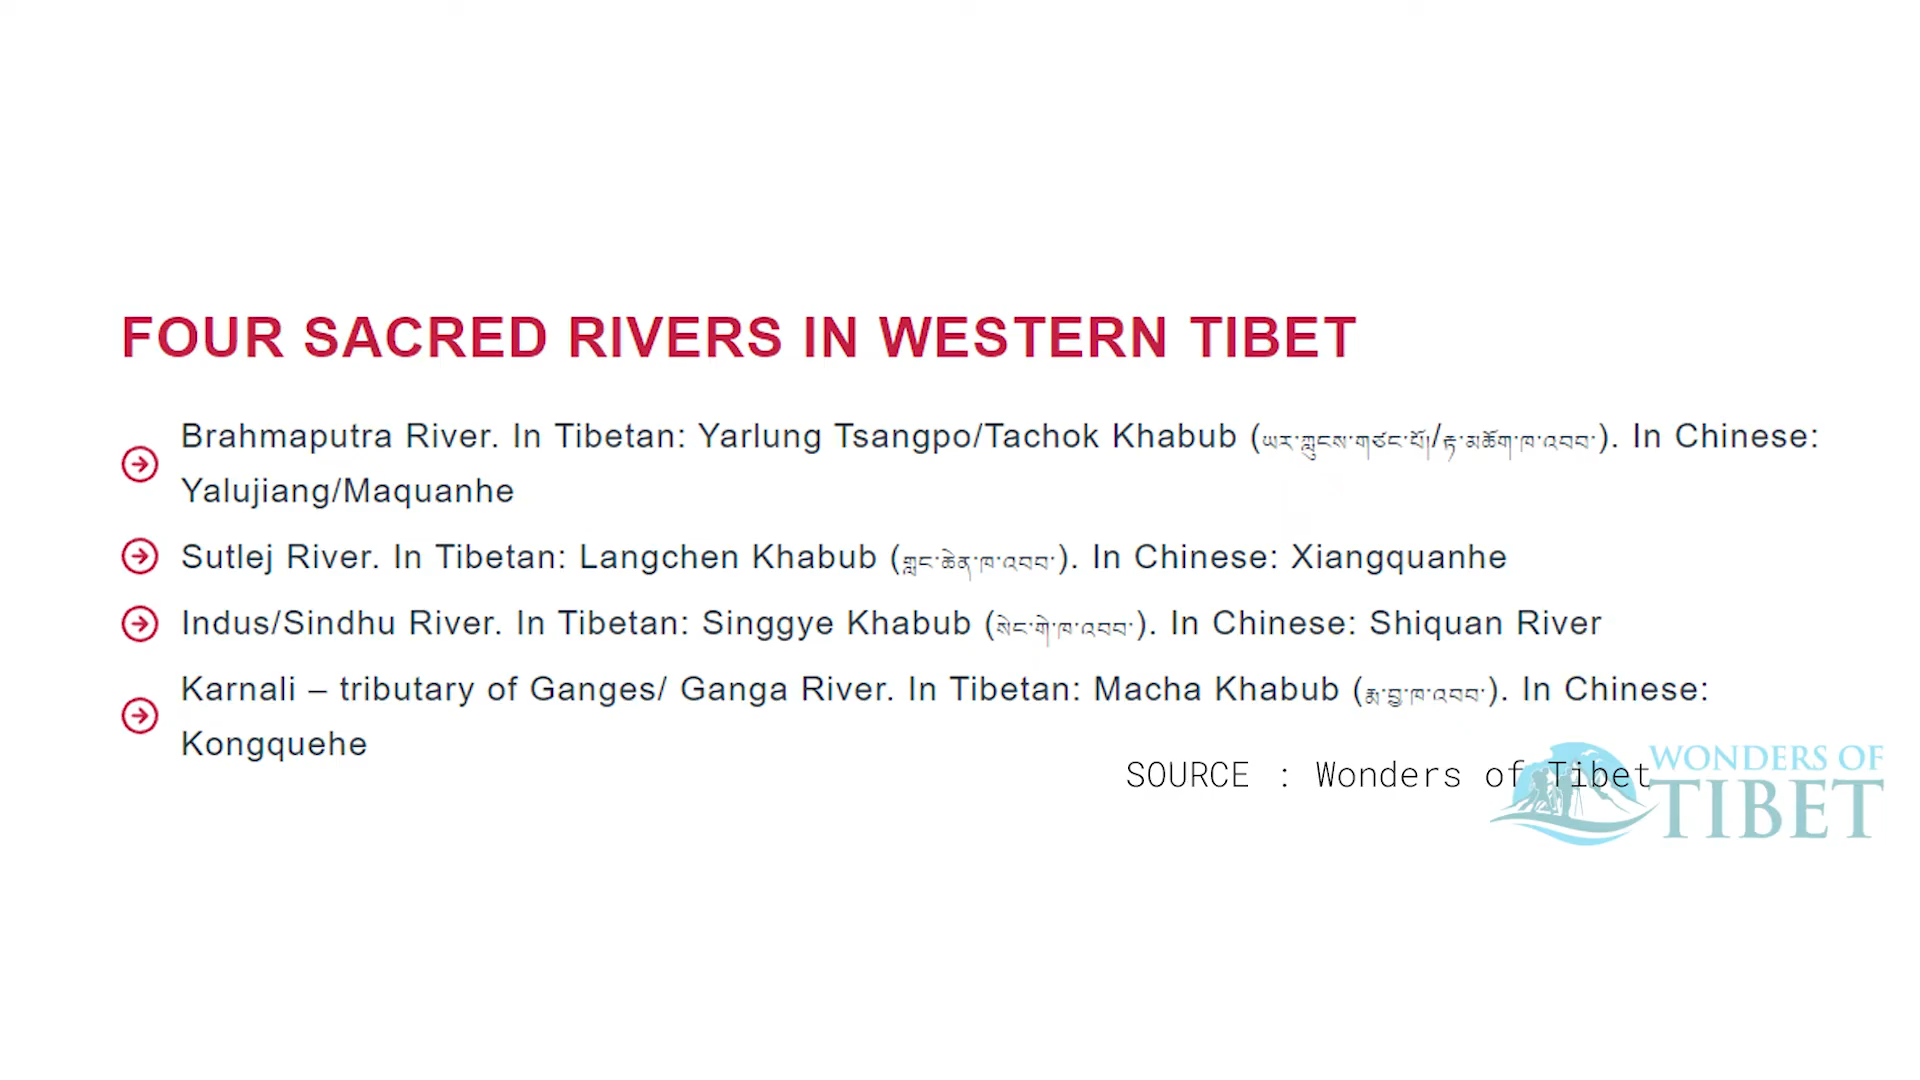 FOUR SACRED RIVERS IN WESTERN TIBET
Brahmaputra River. In Tibetan: Yarlung Tsangpo/Tachok Khabub (ཡར་ཀླུངས་གཙང་པོ།/རྟ་མཆོག་ཁ་འབབ་). In Chinese:
Yalujiang/Maquanhe
Sutlej River. In Tibetan: Langchen Khabub (གླང་ཆེན་ཁ་འབབ་). In Chinese: Xiangquanhe
Indus/Sindhu River. In Tibetan: Singgye Khabub (སེང་གེ་ཁ་འབབ་). In Chinese: Shiquan River
Karnali – tributary of Ganges/ Ganga River. In Tibetan: Macha Khabub (རྨ་བྱ་ཁ་འབབ་). In Chinese:
Kongquehe
SOURCE : Wonders of Tibet
WONDERS OF
TIBET